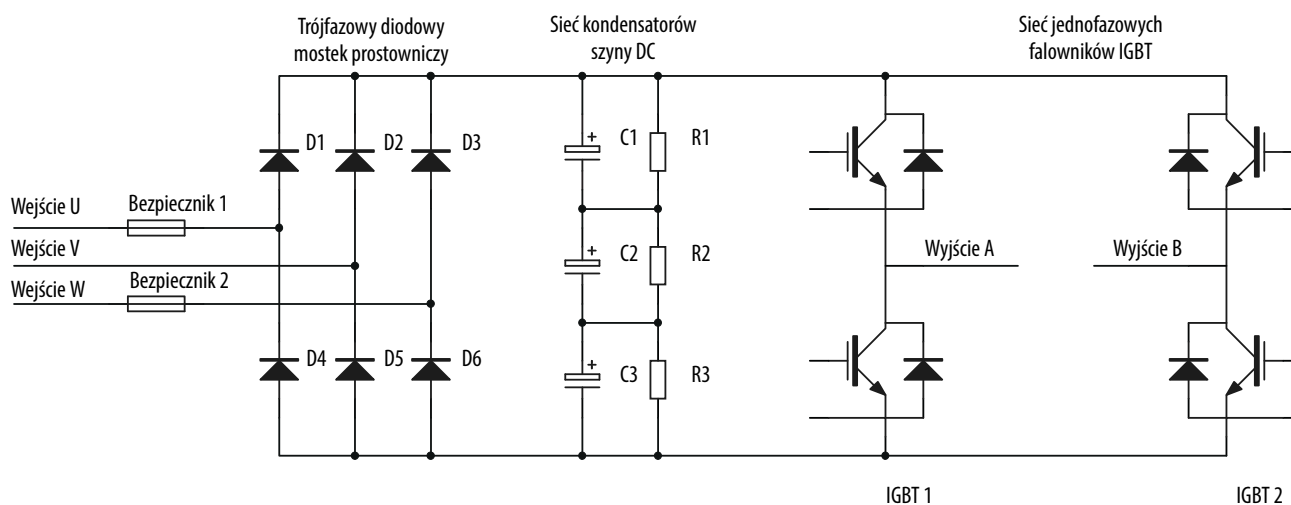 Trójfazowy diodowy
mostek prostowniczy
Sieć kondensatorów
szyny DC
Sieć jednofazowych
falowników IGBT
D1
D2
D3
C1
R1
Wejście U
Bezpiecznik 1
Wejście V
Wejście W
Bezpiecznik 2
C2
R2
Wyjście A
Wyjście B
D4
D5
D6
C3
R3
IGBT 1
IGBT 2